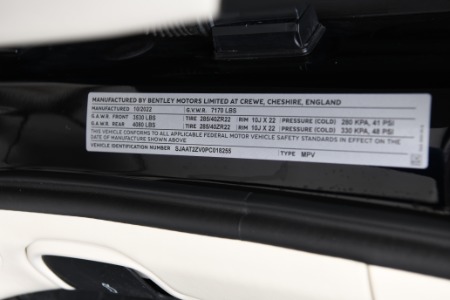 MANUFACTURED BY BENTLEY MOTORS LIMITED AT CREWE, CHESHIRE, ENGLAND
MANUFACTURED 10/2022 G.V.W.R. 7170 LBS
G.A.W.R. FRONT 3530 LBS TIRE 285/40ZR22 RIM 10J X 22 PRESSURE (COLD) 280 KPA, 41 PSI
G.A.W.R. REAR 4080 LBS TIRE 285/40ZR22 RIM 10J X 22 PRESSURE (COLD) 330 KPA, 48 PSI
THIS VEHICLE CONFORMS TO ALL APPLICABLE FEDERAL MOTOR VEHICLE SAFETY STANDARDS IN EFFECT ON THE
DATE OF MANUFACTURE SHOWN ABOVE
VEHICLE IDENTIFICATION NUMBER SJAAT2ZV0PC016255 TYPE MPV